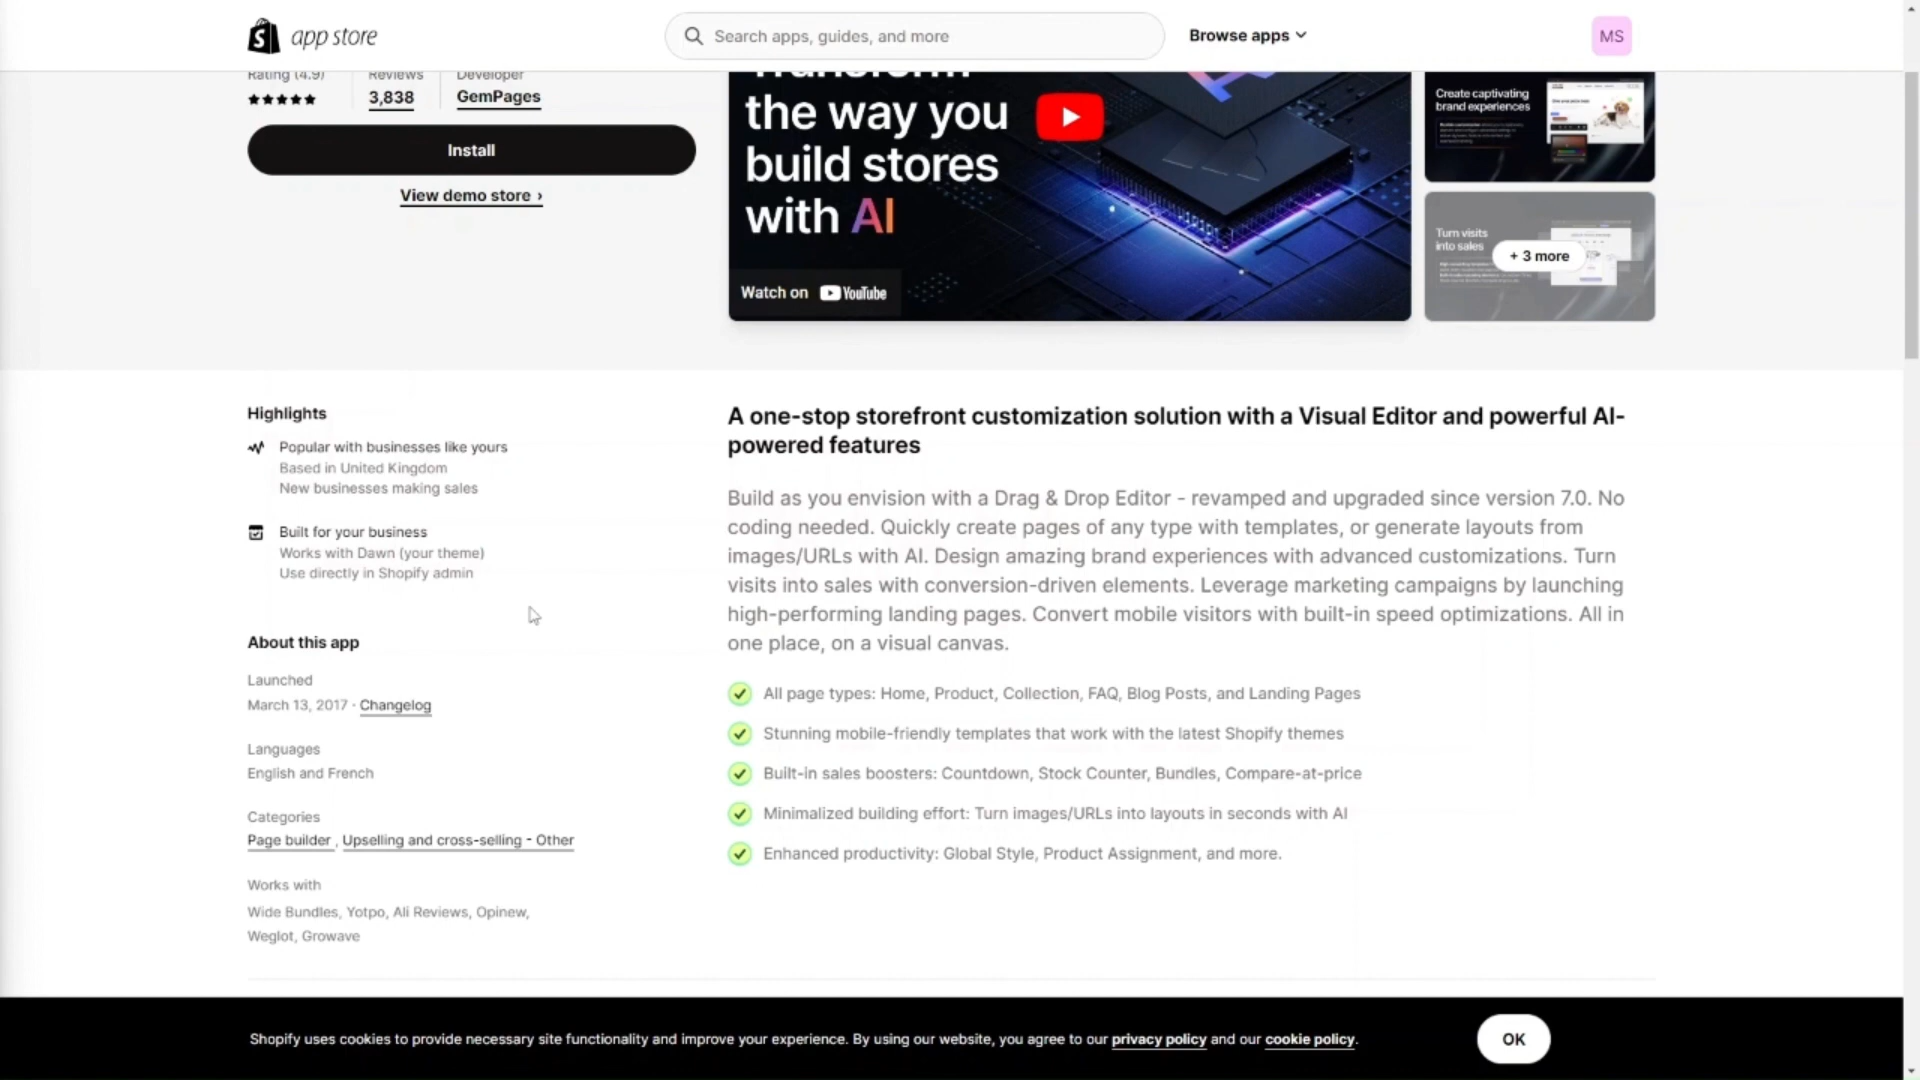 app store
Search apps, guides, and more
Browse apps
MS
Rating (4.9)
Reviews
Developer
3,838
GemPages
Install
View demo store ›
Transform
the way you
build stores
with AI
Watch on YouTube
Create captivating
brand experiences
Turn visits
into sales
+ 3 more
Highlights
Popular with businesses like yours
Based in United Kingdom
New businesses making sales
Built for your business
Works with Dawn (your theme)
Use directly in Shopify admin
About this app
Launched
March 13, 2017 · Changelog
Languages
English and French
Categories
Page builder , Upselling and cross-selling - Other
Works with
Wide Bundles, Yotpo, Ali Reviews, Opinew,
Weglot, Growave
A one-stop storefront customization solution with a Visual Editor and powerful AI-
powered features
Build as you envision with a Drag & Drop Editor - revamped and upgraded since version 7.0. No
coding needed. Quickly create pages of any type with templates, or generate layouts from
images/URLs with AI. Design amazing brand experiences with advanced customizations. Turn
visits into sales with conversion-driven elements. Leverage marketing campaigns by launching
high-performing landing pages. Convert mobile visitors with built-in speed optimizations. All in
one place, on a visual canvas.
All page types: Home, Product, Collection, FAQ, Blog Posts, and Landing Pages
Stunning mobile-friendly templates that work with the latest Shopify themes
Built-in sales boosters: Countdown, Stock Counter, Bundles, Compare-at-price
Minimalized building effort: Turn images/URLs into layouts in seconds with AI
Enhanced productivity: Global Style, Product Assignment, and more.
Shopify uses cookies to provide necessary site functionality and improve your experience. By using our website, you agree to our privacy policy and our cookie policy.
OK